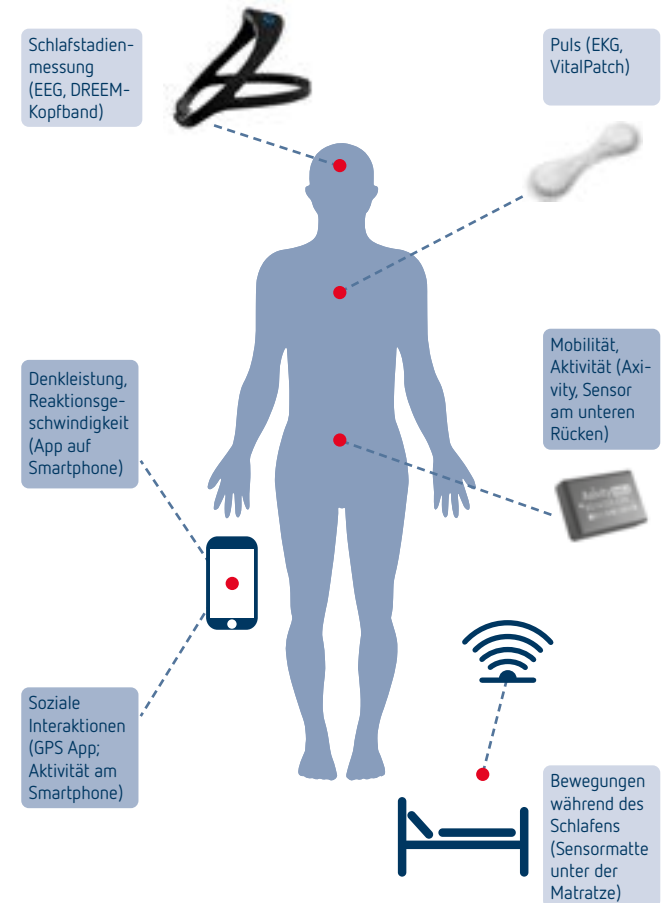 Schlafstadien-
messung
(EEG, DREEM-
Kopfband)
Puls (EKG,
VitalPatch)
Denkleistung,
Reaktionsge-
schwindigkeit
(App auf
Smartphone)
Mobilität,
Aktivität (Axi-
vity, Sensor
am unteren
Rücken)
Soziale
Interaktionen
(GPS App;
Aktivität am
Smartphone)
Bewegungen
während des
Schlafens
(Sensormatte
unter der
Matratze)